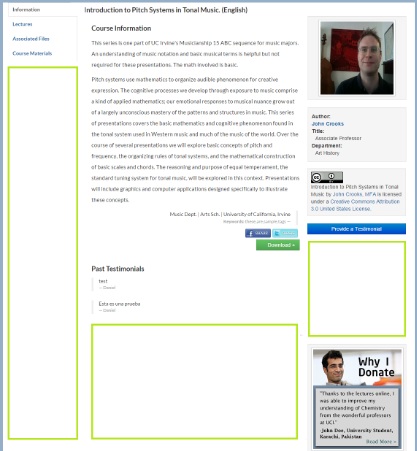 Information
Lectures
Associated Files
Course Materials
Introduction to Pitch Systems in Tonal Music. (English)
Course Information
This series is one part of UC Irvine's Musicianship 15 ABC sequence for music majors.
An understanding of music notation and basic musical terms is helpful but not
required for these presentations. The math involved is basic.
Pitch systems use mathematics to organize audible phenomenon for creative
expression. The cognitive processes we develop through exposure to music comprise
a kind of applied mathematics; our emotional responses to musical nuance grow out
of a largely unconscious mastery of the patterns and structures in music. This series
of presentations covers the basic mathematics and cognitive phenomenon found in
the tonal system used in Western music and much of the music of the world. Over the
course of several presentations we will explore basic concepts of pitch and
frequency, the organizing rules of tonal systems, and the mathematical construction
of basic scales and chords. The reasoning and purpose of equal temperament, the
standard tuning system for tonal music, will be explored in this context. Presentations
will include graphics and computer applications designed specifically to illustrate
these concepts.
Music Dept. | Arts Sch. | University of California, Irvine
Keywords: these are sample tags —
SHARE
Download »
Past Testimonials
test
— Daniel
Esta es une prueba
— Daniel
Author:
John Crooks
Title:
Associate Professor
Department:
Art History
Introduction to Pitch Systems in Tonal
Music by John Crooks, MFA is licensed
under a Creative Commons Attribution
3.0 United States License.
Provide a Testimonial
Why I
Donate
"Thanks to the lectures online, I
was able to improve my
understanding of Chemistry
from the wonderful professors
at UCI"
-John Doe, University Student,
Karachi, Pakistan
Read More »